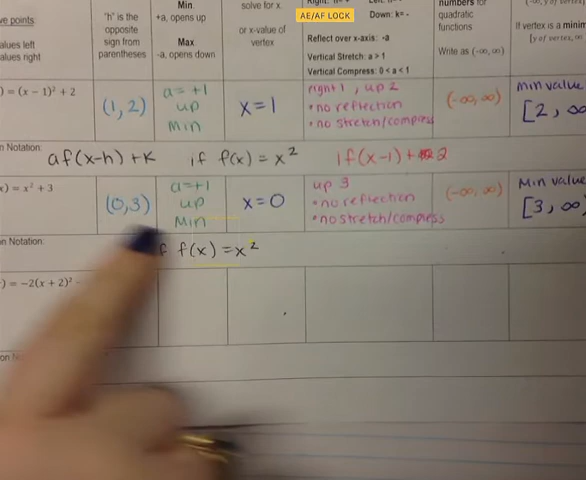 Min
+a, opens up
Max
-a, opens down
"h" is the
opposite
sign from
parentheses
ve points
alues left
alues right
solve for x.
or x-value of
vertex
AE/AF LOCK
Down: k= -
Reflect over x-axis: -a
Vertical Stretch: a > 1
Vertical Compress: 0 < a < 1
numbers for
quadratic
functions
Write as (-∞, ∞)
If vertex is a minim
[y of vertex, ∞
) = (x – 1)² + 2
(1, 2)
a = +1
up
Min
x = 1
right 1, up 2
• no reflection
• no stretch/compress
(-∞, ∞)
Min value
[2, ∞
n Notation:
a f(x-h) + K if f(x) = x² 1f(x-1) + 2
x) = x² + 3
(0, 3)
a = +1
up
Min
x = 0
up 3
• no reflection
• no stretch/compress
(-∞, ∞)
Min value
[3, ∞
on Notation:
f f(x) = x²
) = –2(x + 2)² -